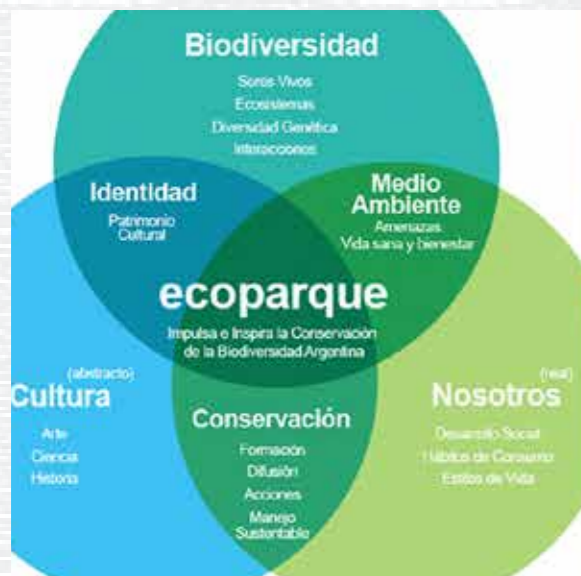 Biodiversidad
Seres Vivos
Ecosistemas
Diversidad Genética
Interacciones
Identidad
Patrimonio
Cultural
Medio
Ambiente
Amenazas
Vida sana y bienestar
ecoparque
Impulsa e Inspira la Conservación
de la Biodiversidad Argentina
(abstracto)
Cultura
Arte
Ciencia
Historia
Conservación
Formación
Difusión
Acciones
Manejo
Sustentable
(real)
Nosotros
Desarrollo Social
Hábitos de Consumo
Estilos de Vida